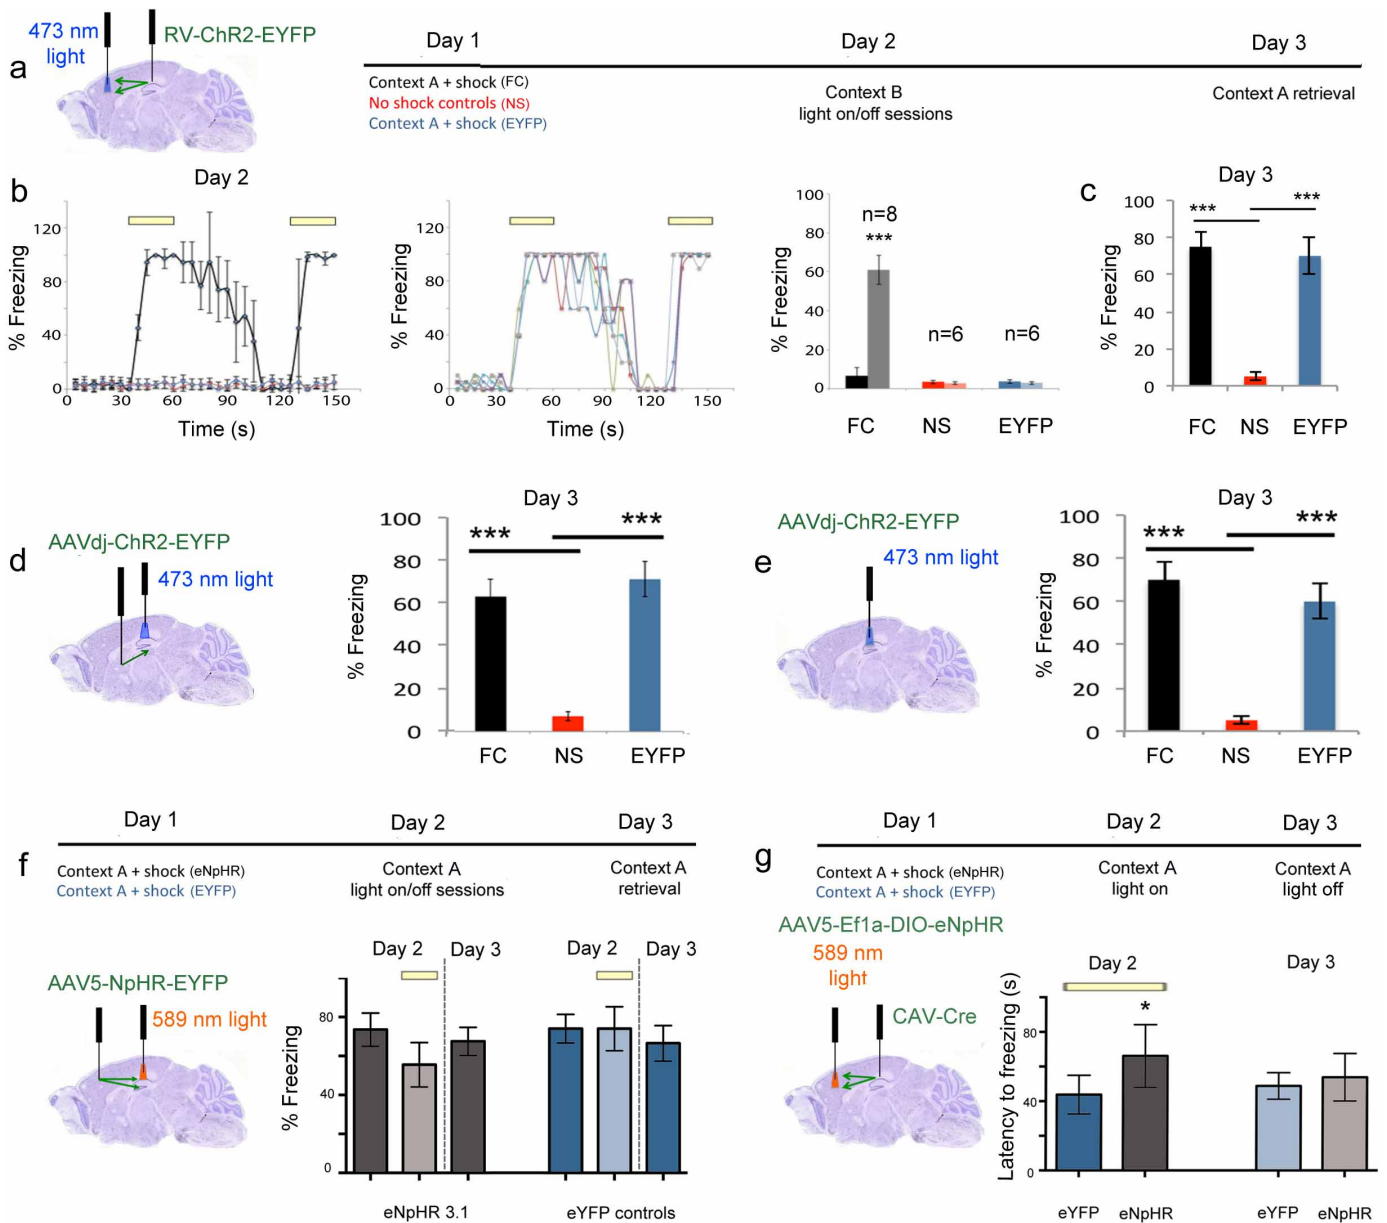 a
473 nm
light
RV-ChR2-EYFP
Day 1
Day 2
Day 3
Context A + shock (FC)
No shock controls (NS)
Context A + shock (EYFP)
Context B
light on/off sessions
Context A retrieval
b
Day 2
% Freezing
120
80
40
0
0
30
60
90
120
150
Time (s)
% Freezing
120
80
40
0
0
30
60
90
120
150
Time (s)
% Freezing
100
80
60
40
20
0
n=8
***
n=6
n=6
FC
NS
EYFP
c
Day 3
% Freezing
100
80
60
40
20
0
***
***
FC
NS
EYFP
d
AAVdj-ChR2-EYFP
473 nm light
Day 3
% Freezing
100
80
60
40
20
0
***
***
FC
NS
EYFP
e
AAVdj-ChR2-EYFP
473 nm light
Day 3
% Freezing
100
80
60
40
20
0
***
***
FC
NS
EYFP
f
Day 1
Day 2
Day 3
Context A + shock (eNpHR)
Context A + shock (EYFP)
Context A
light on/off sessions
Context A
retrieval
AAV5-NpHR-EYFP
589 nm light
% Freezing
80
40
0
Day 2
Day 3
Day 2
Day 3
eNpHR 3.1
eYFP controls
g
Day 1
Day 2
Day 3
Context A + shock (eNpHR)
Context A + shock (EYFP)
Context A
light on
Context A
light off
AAV5-Ef1a-DIO-eNpHR
589 nm
light
CAV-Cre
Latency to freezing (s)
80
40
0
Day 2
Day 3
*
eYFP
eNpHR
eYFP
eNpHR